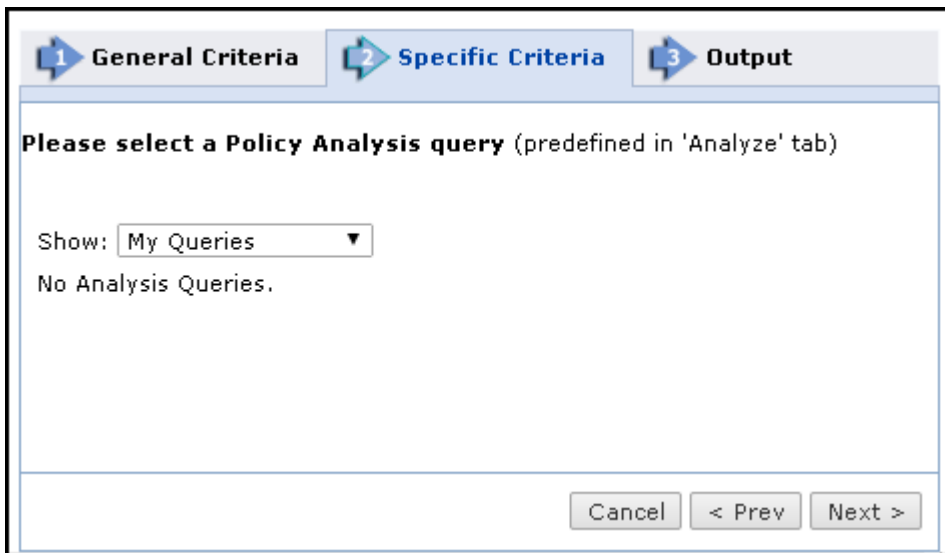 1 General Criteria 2 Specific Criteria 3 Output
Please select a Policy Analysis query (predefined in 'Analyze' tab)
Show: My Queries
No Analysis Queries.
Cancel < Prev Next >